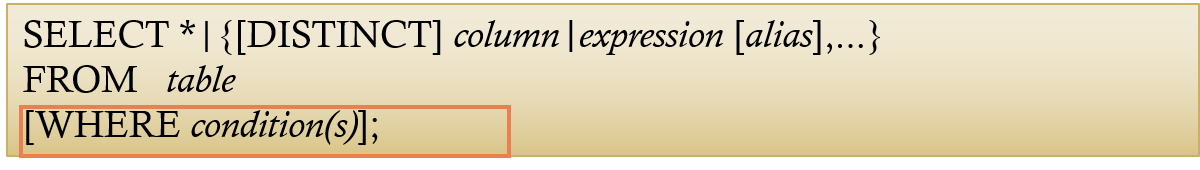 SELECT *|{[DISTINCT] column|expression [alias],...}
FROM table
[WHERE condition(s)];